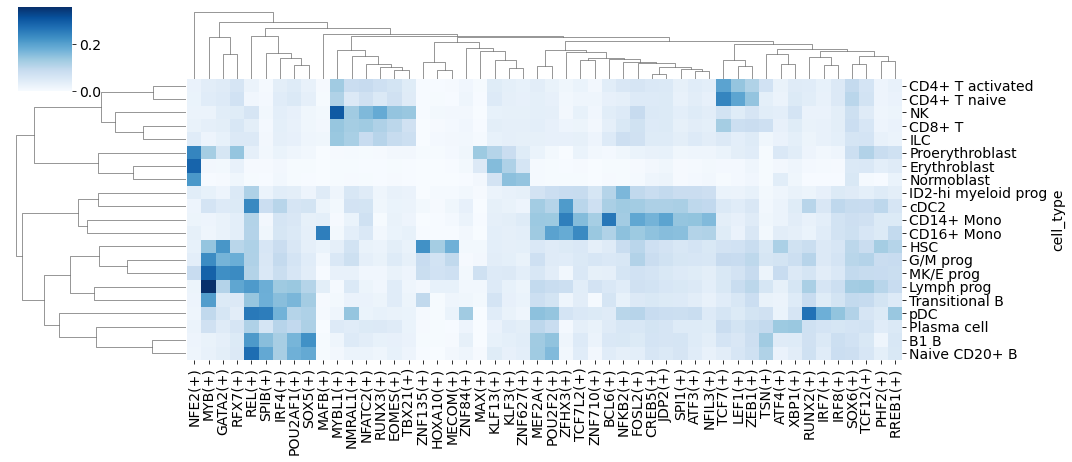 0.2
0.0
CD4+ T activated
CD4+ T naive
NK
CD8+ T
ILC
Proerythroblast
Erythroblast
Normoblast
ID2-hi myeloid prog
cDC2
CD14+ Mono
CD16+ Mono
HSC
G/M prog
MK/E prog
Lymph prog
Transitional B
pDC
Plasma cell
B1 B
Naive CD20+ B
cell_type
NFE2(+)
MYB(+)
GATA2(+)
RFX7(+)
REL(+)
SPIB(+)
IRF4(+)
POU2AF1(+)
SOX5(+)
MAFB(+)
MYBL1(+)
NMRAL1(+)
NFATC2(+)
RUNX3(+)
EOMES(+)
TBX21(+)
ZNF135(+)
HOXA10(+)
MECOM(+)
ZNF84(+)
MAX(+)
KLF13(+)
KLF3(+)
ZNF627(+)
MEF2A(+)
POU2F2(+)
ZFHX3(+)
TCF7L2(+)
ZNF710(+)
BCL6(+)
NFKB2(+)
FOSL2(+)
CREB5(+)
JDP2(+)
SPI1(+)
ATF3(+)
NFIL3(+)
TCF7(+)
LEF1(+)
ZEB1(+)
TSN(+)
ATF4(+)
XBP1(+)
RUNX2(+)
IRF7(+)
IRF8(+)
SOX6(+)
TCF12(+)
PHF2(+)
RREB1(+)